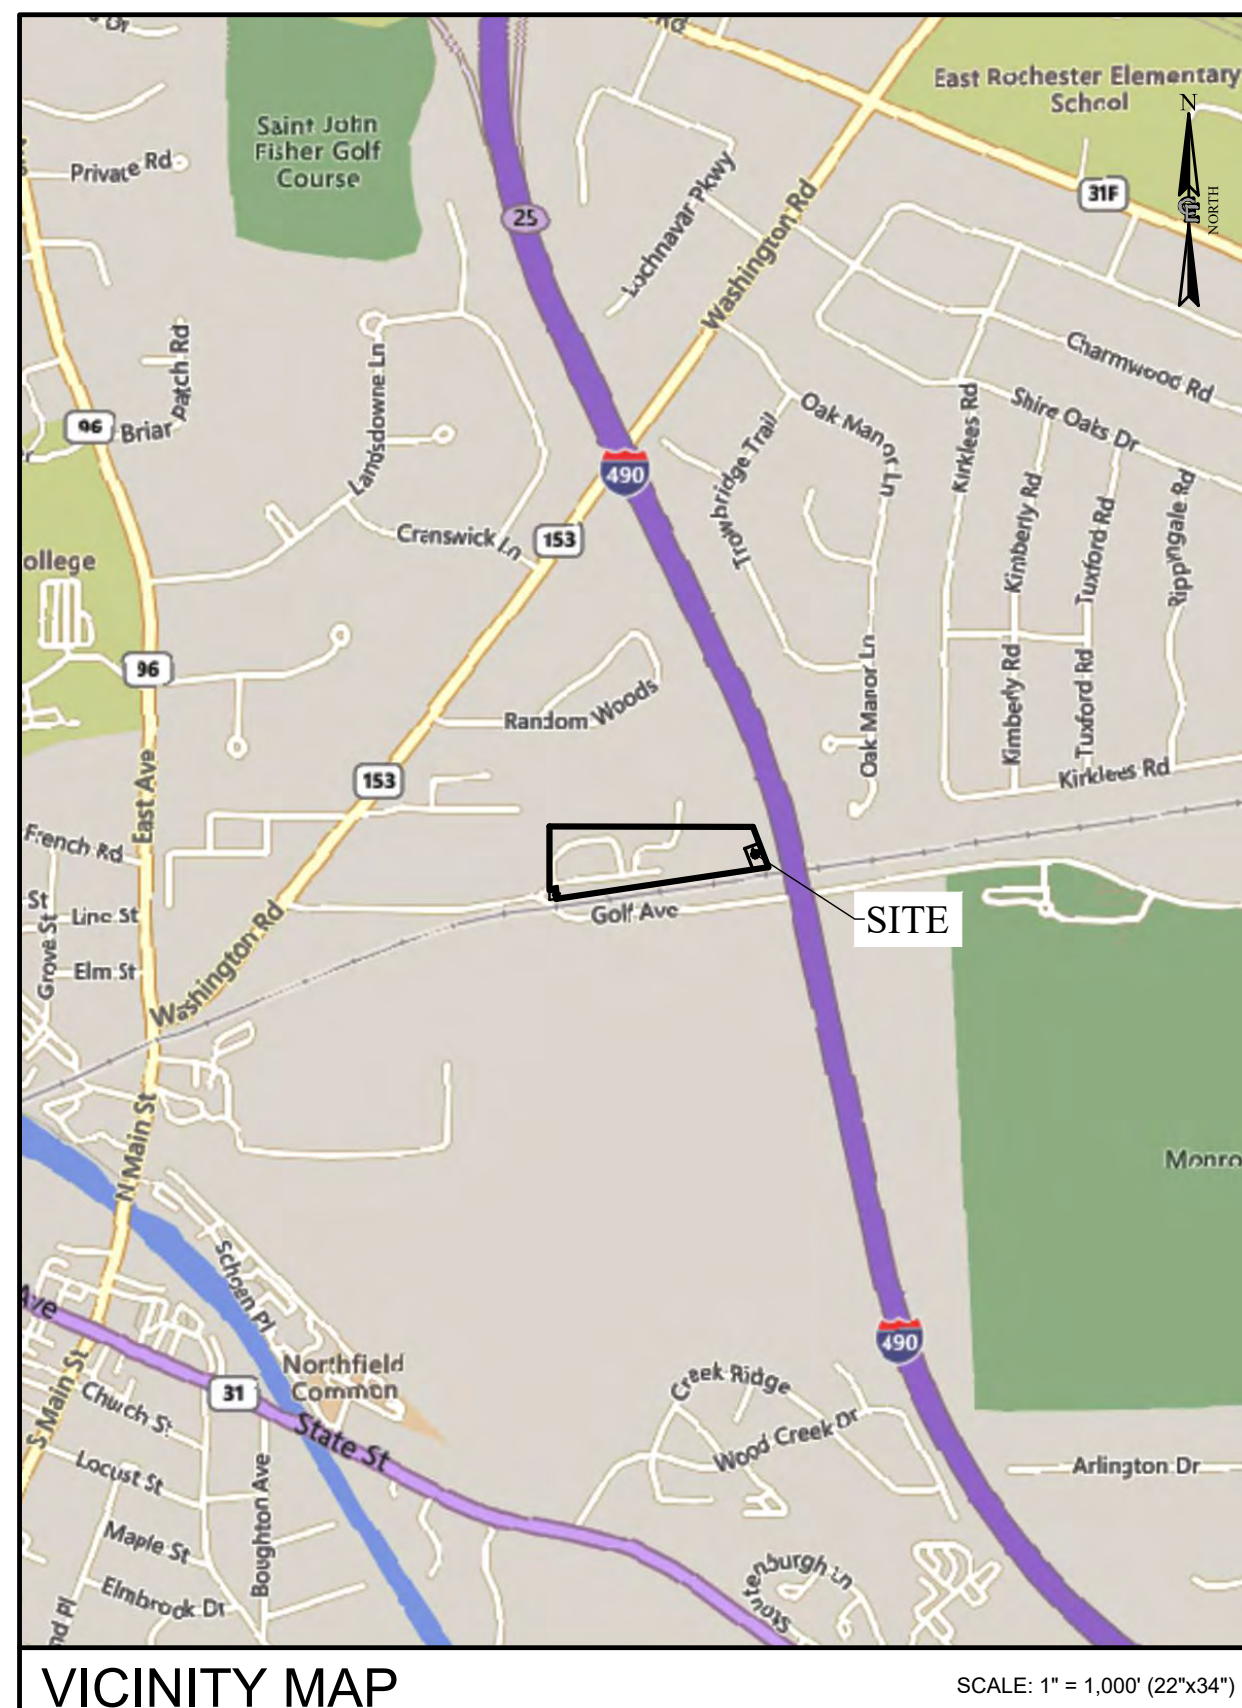 Rd
East Rochester Elementary
School
N
NORTH
Saint John
Fisher Golf
Course
Private Rd
31F
25
Lochnavar Pkwy
Washington Rd
Charmwood Rd
Briar Patch Rd
96
Landsdowne Ln
Oak Manor Ln
Shire Oats Dr
Kirklees Rd
490
Trowbridge Trail
Kimberly Rd
Tuxford Rd
Rippingale Rd
Cranswick Ln
153
ollege
96
Random Woods
Oak Manor Ln
Kimberly Rd
Tuxford Rd
Kirklees Rd
153
East Ave
French Rd
St
Line St
Grove St
Elm St
Washington Rd
Golf Ave
SITE
N Main St
Monro
Schoen Pl
Ave
490
Northfield
Common
31
State St
S Main St
Church St
Creek Ridge
Wood Creek Dr
Locust St
Arlington Dr
Boughton Ave
Maple St
Elmbrook Dr
nd Pl
Stoutenburgh Ln
VICINITY MAP
SCALE: 1" = 1,000' (22"x34")